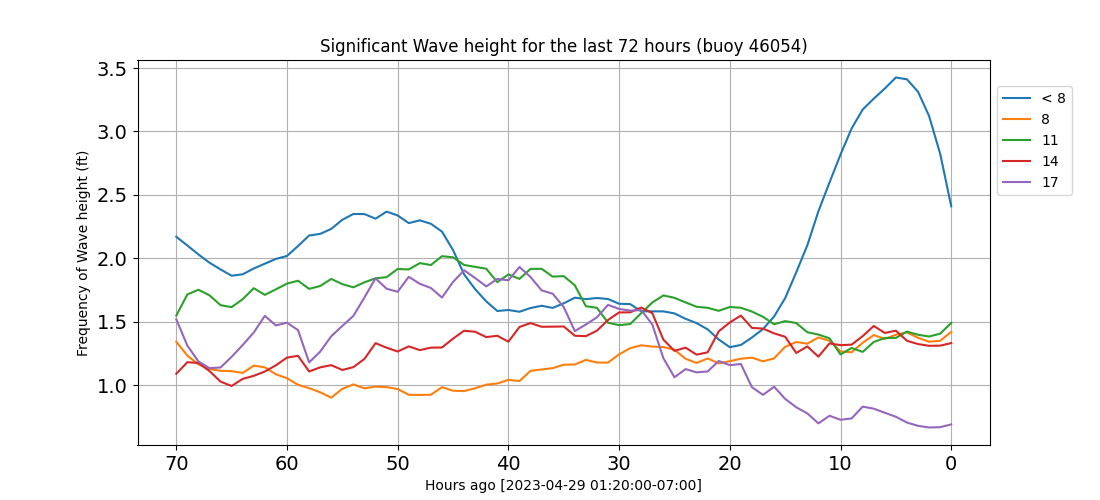 Significant Wave height for the last 72 hours (buoy 46054)
Frequency of Wave height (ft)
3.5
3.0
2.5
2.0
1.5
1.0
70 60 50 40 30 20 10 0
Hours ago [2023-04-29 01:20:00-07:00]
< 8
8
11
14
17